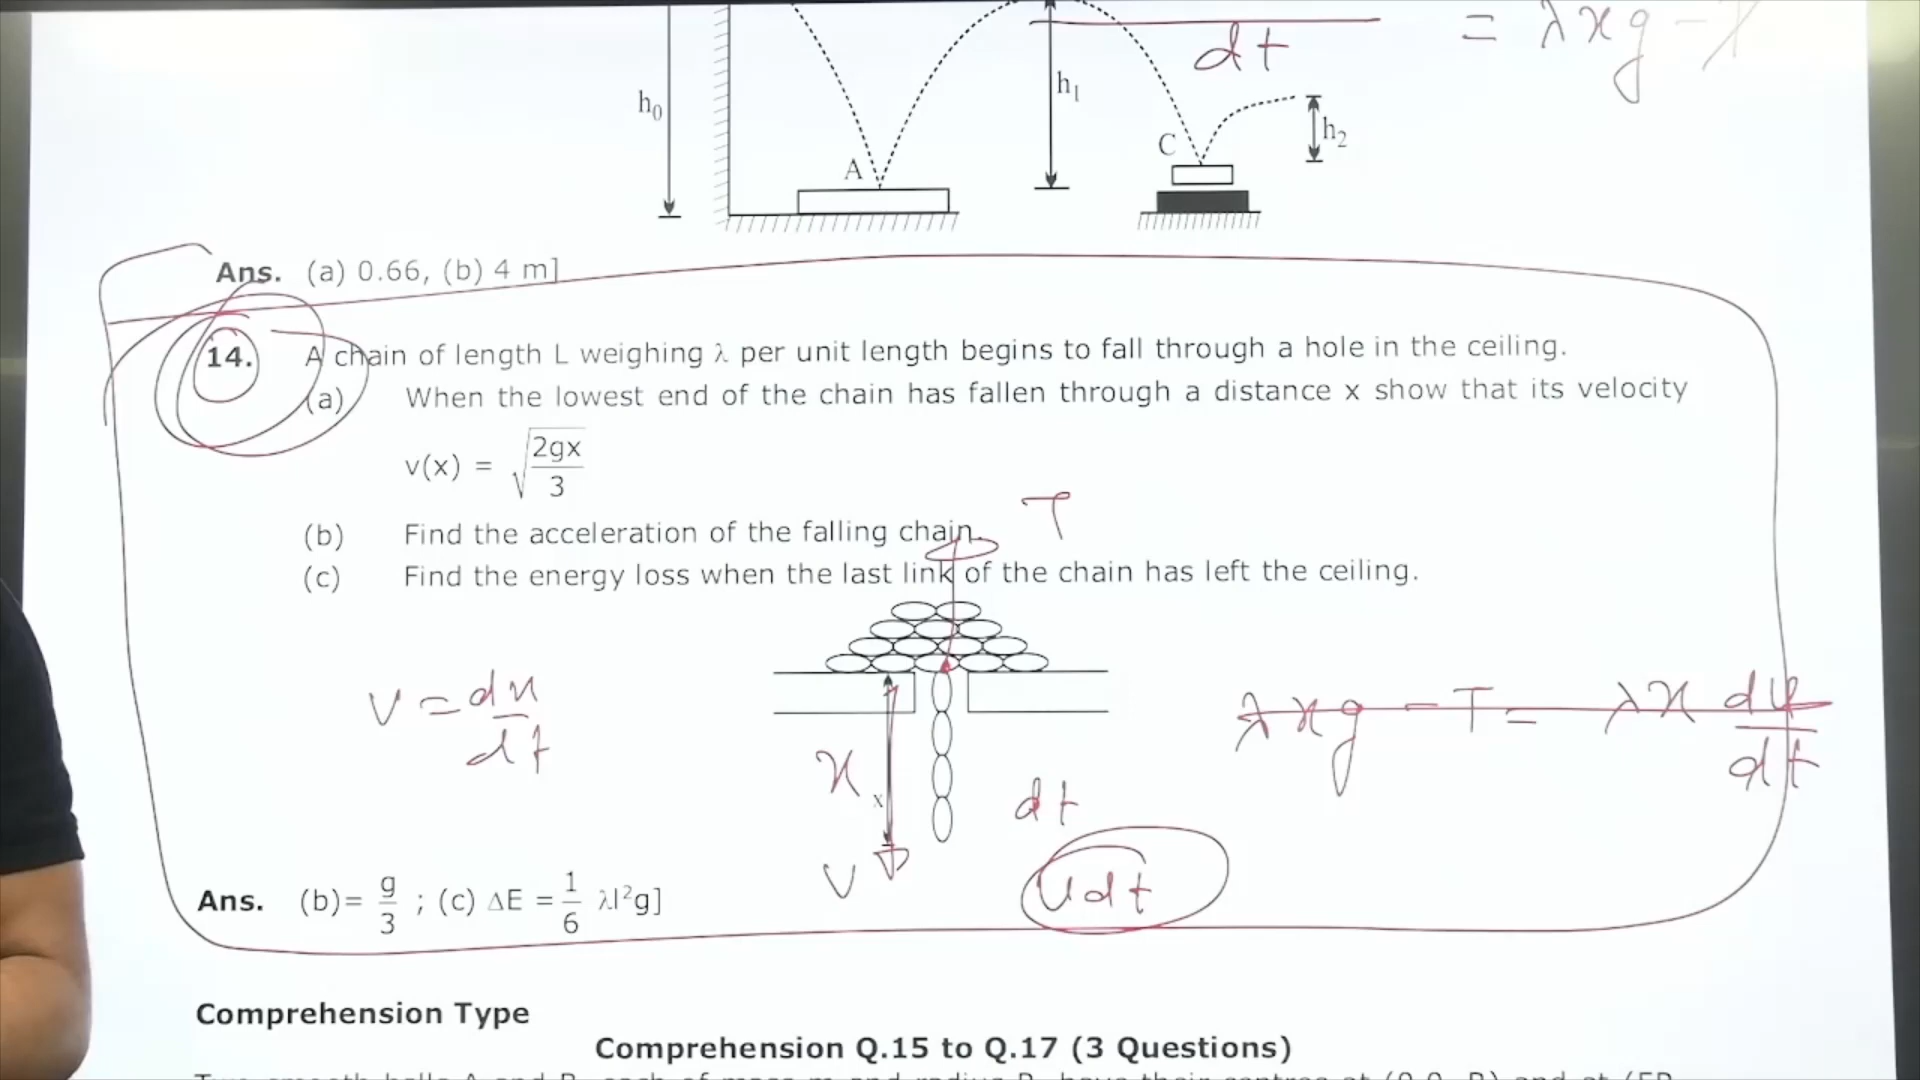 dt
= λxg -
h₀
h₁
h₂
A
C
Ans. (a) 0.66, (b) 4 m]
14. A chain of length L weighing λ per unit length begins to fall through a hole in the ceiling.
(a) When the lowest end of the chain has fallen through a distance x show that its velocity
v(x) = √(2gx/3)
T
(b) Find the acceleration of the falling chain.
(c) Find the energy loss when the last link of the chain has left the ceiling.
v = dx/dt
λxg - T = λx dv/dt
x
x
dt
v
vdt
Ans. (b)= g/3 ; (c) ΔE = 1/6 λl²g]
Comprehension Type
Comprehension Q.15 to Q.17 (3 Questions)